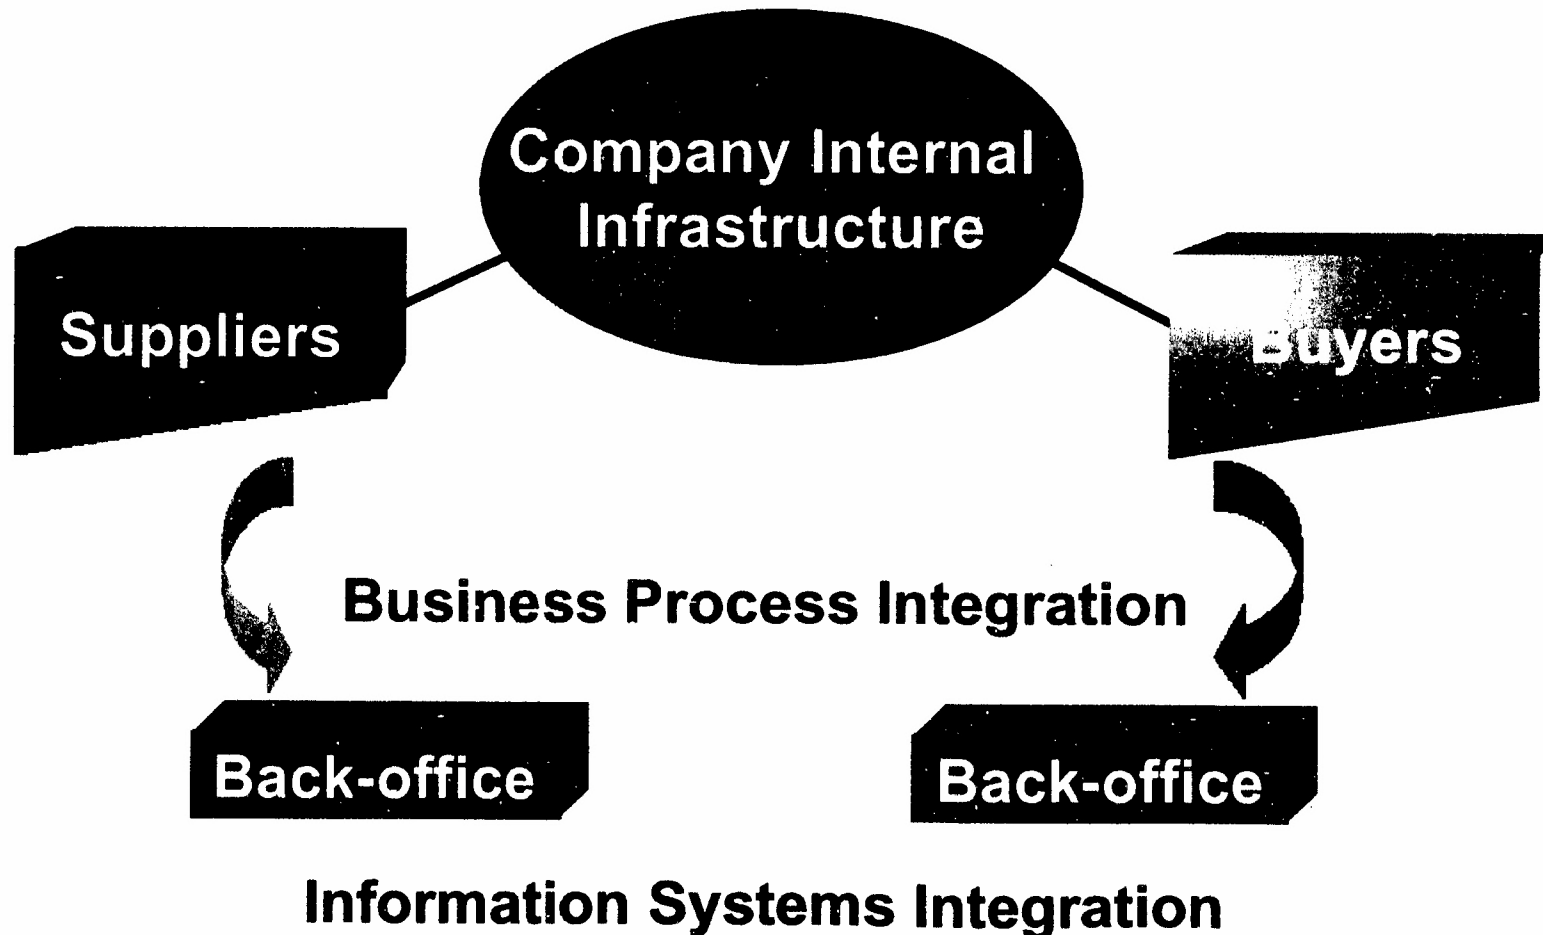 Company Internal
Infrastructure
Suppliers
Buyers
Business Process Integration
Back-office
Back-office
Information Systems Integration